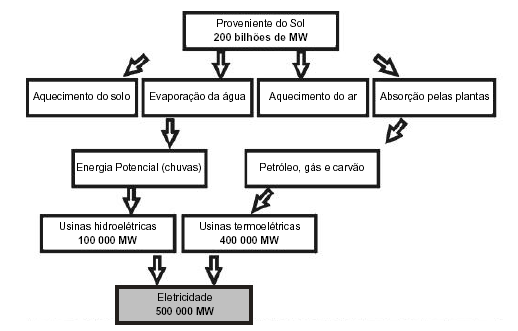 Proveniente do Sol
200 bilhões de MW
Aquecimento do solo
Evaporação da água
Aquecimento do ar
Absorção pelas plantas
Energia Potencial (chuvas)
Petróleo, gás e carvão
Usinas hidroelétricas
100 000 MW
Usinas termoelétricas
400 000 MW
Eletricidade
500 000 MW